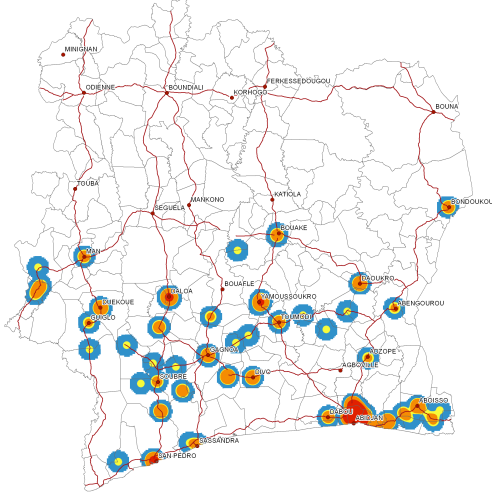 MINIGNAN
ODIENNE
BOUNDIALI
KORHOGO
FERKESSEDOUGOU
BOUNA
TOUBA
SEGUELA
MANKONO
KATIOLA
BONDOUKOU
BOUAKE
MAN
DALOA
BOUAFLE
YAMOUSSOUKRO
DAOUKRO
DUEKOUE
GUIGLO
TOUMODI
ABENGOUROU
GAGNOA
ADZOPE
AGBOVILLE
DIVO
SOUBRE
DABOU
ABIDJAN
ABOISSO
SASSANDRA
SAN PEDRO